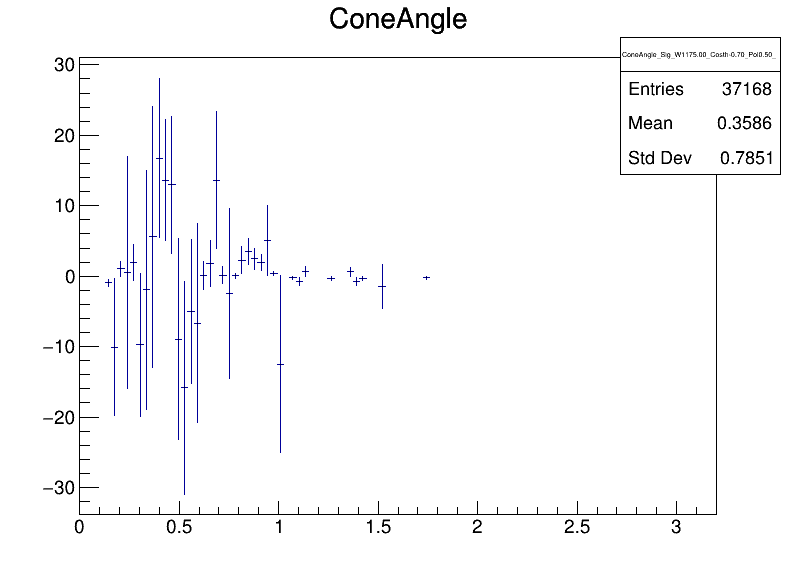 ConeAngle
ConeAngle_Sig_W1175.00_Costh-0.70_Pol0.50_
Entries 37168
Mean 0.3586
Std Dev 0.7851
30
20
10
0
−10
−20
−30
0 0.5 1 1.5 2 2.5 3